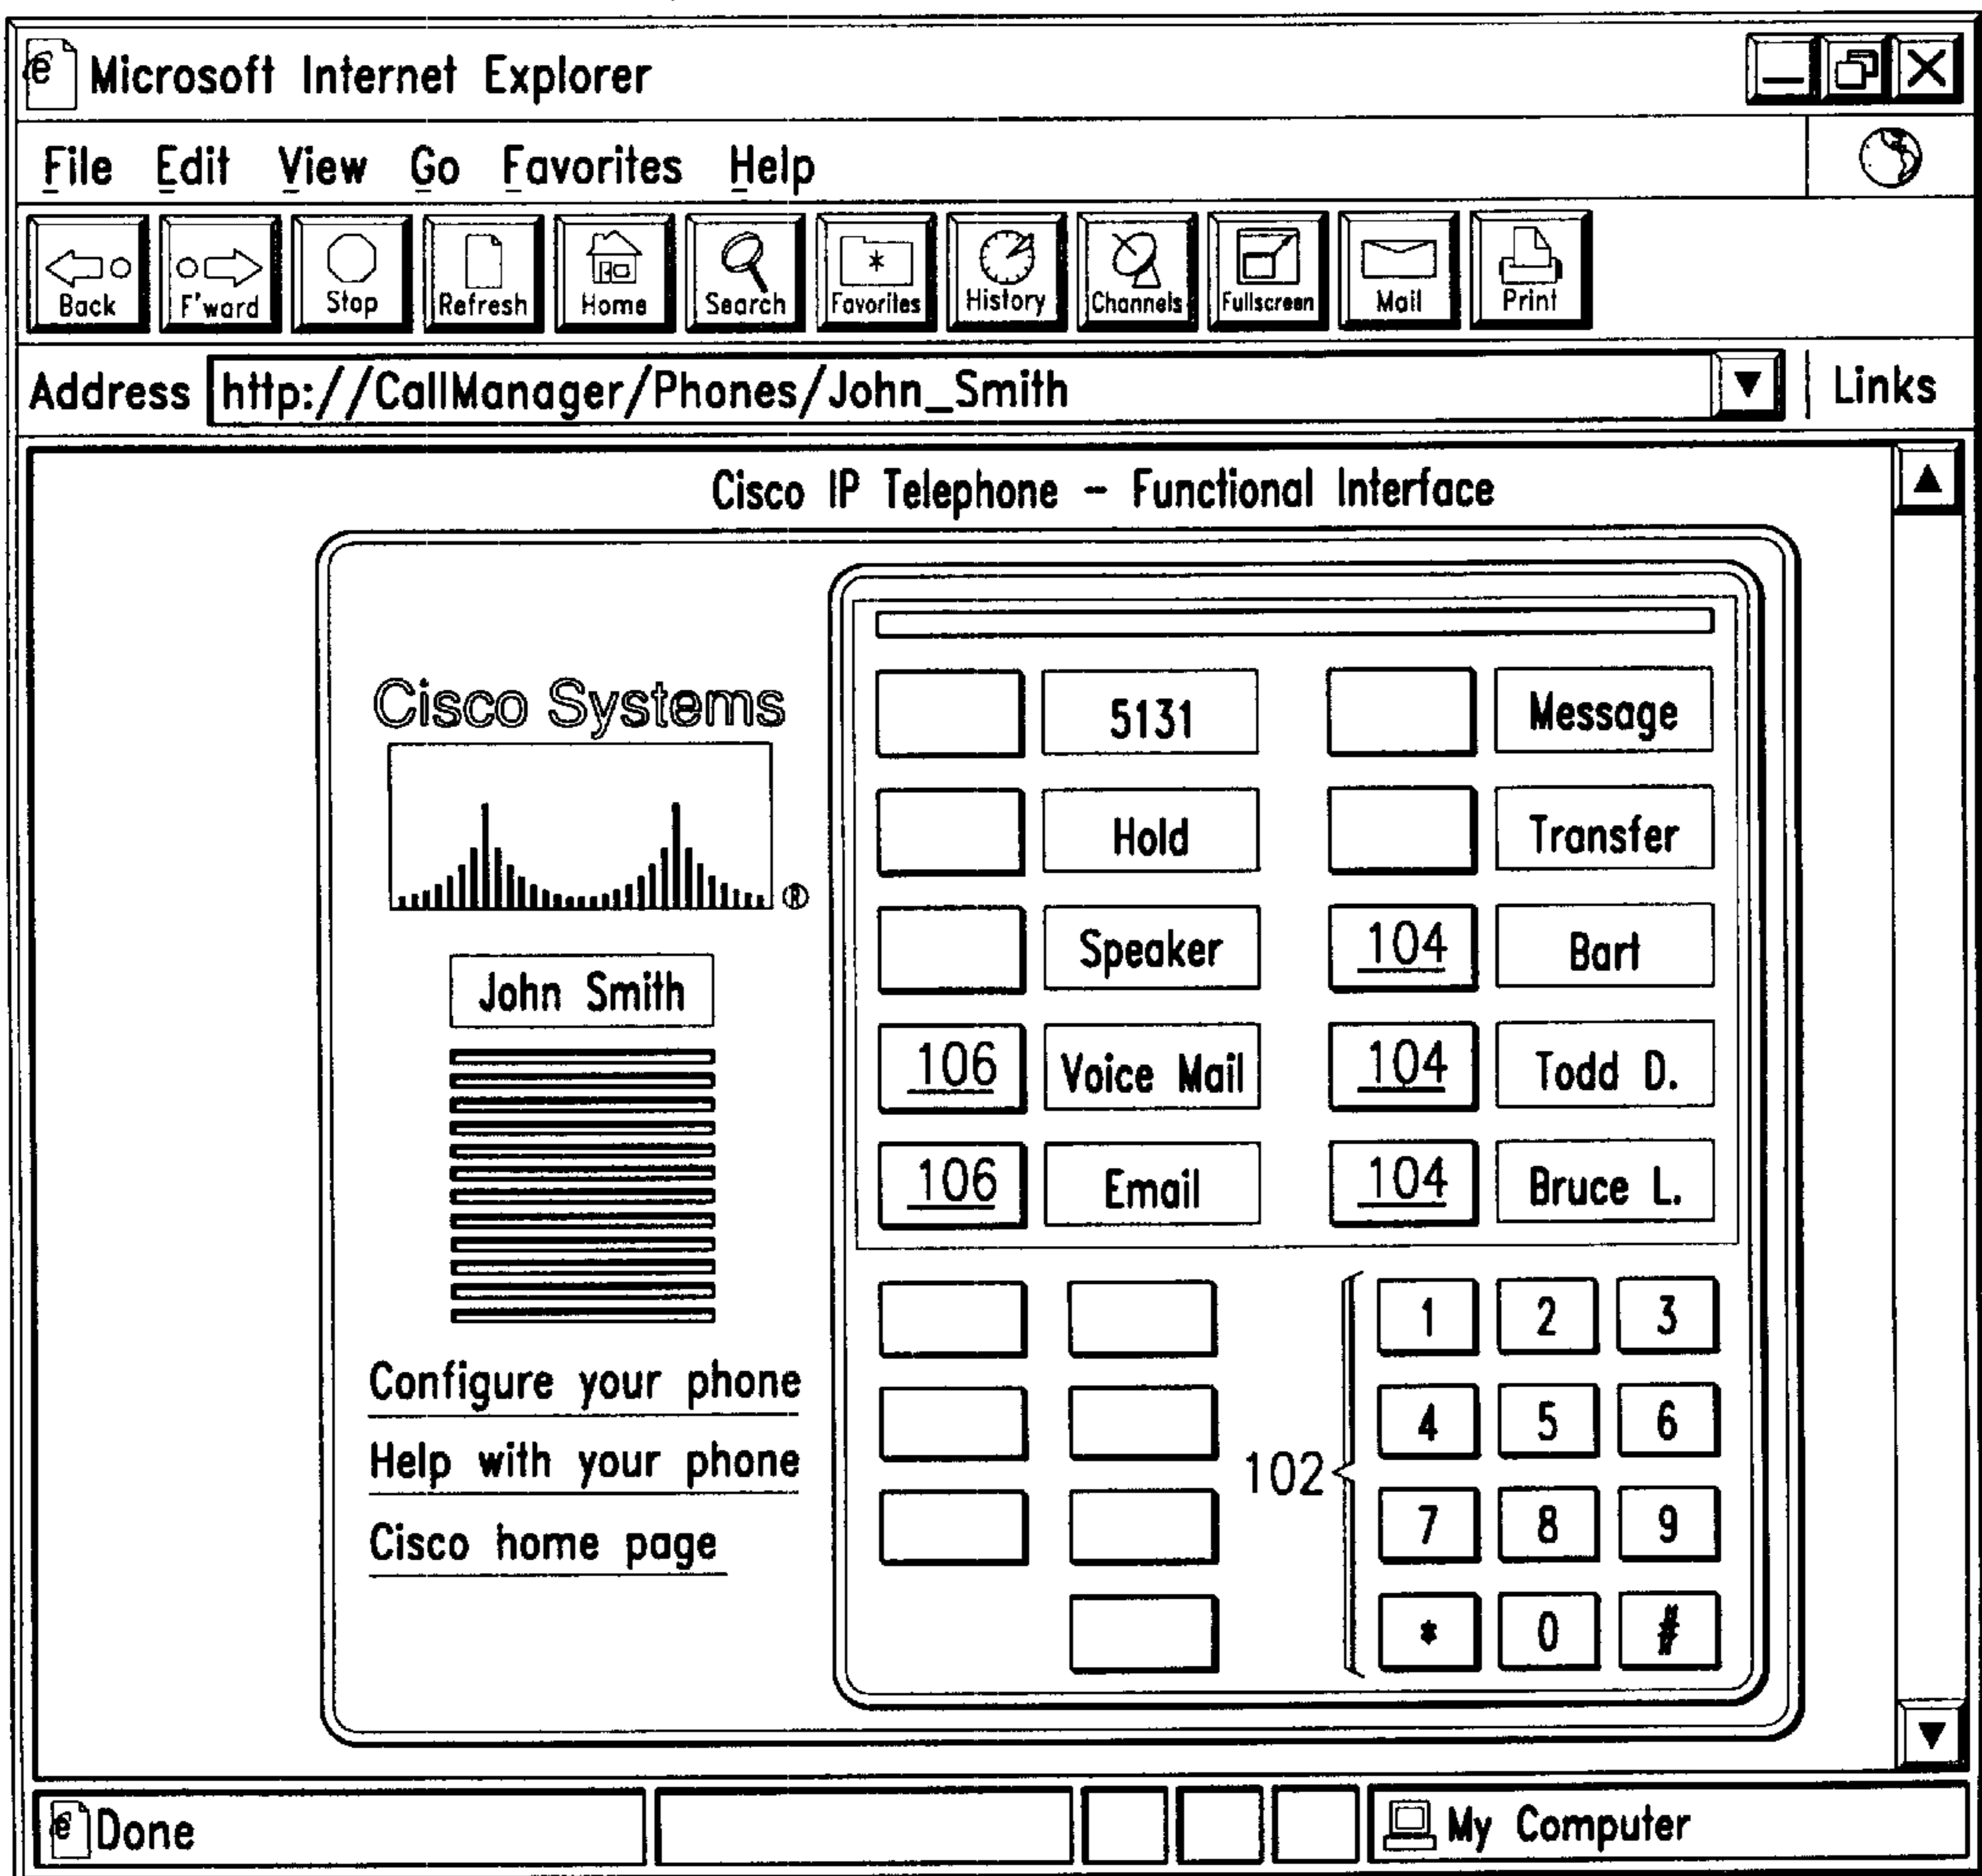 Microsoft Internet Explorer
File Edit View Go Favorites Help
Back F'ward Stop Refresh Home Search Favorites History Channels Fullscreen Mail Print
Address http://CallManager/Phones/John_Smith Links
Cisco IP Telephone – Functional Interface
Cisco Systems
®
John Smith
Configure your phone
Help with your phone
Cisco home page
5131 Message
Hold Transfer
Speaker 104 Bart
106 Voice Mail 104 Todd D.
106 Email 104 Bruce L.
102
1 2 3
4 5 6
7 8 9
* 0 #
Done My Computer